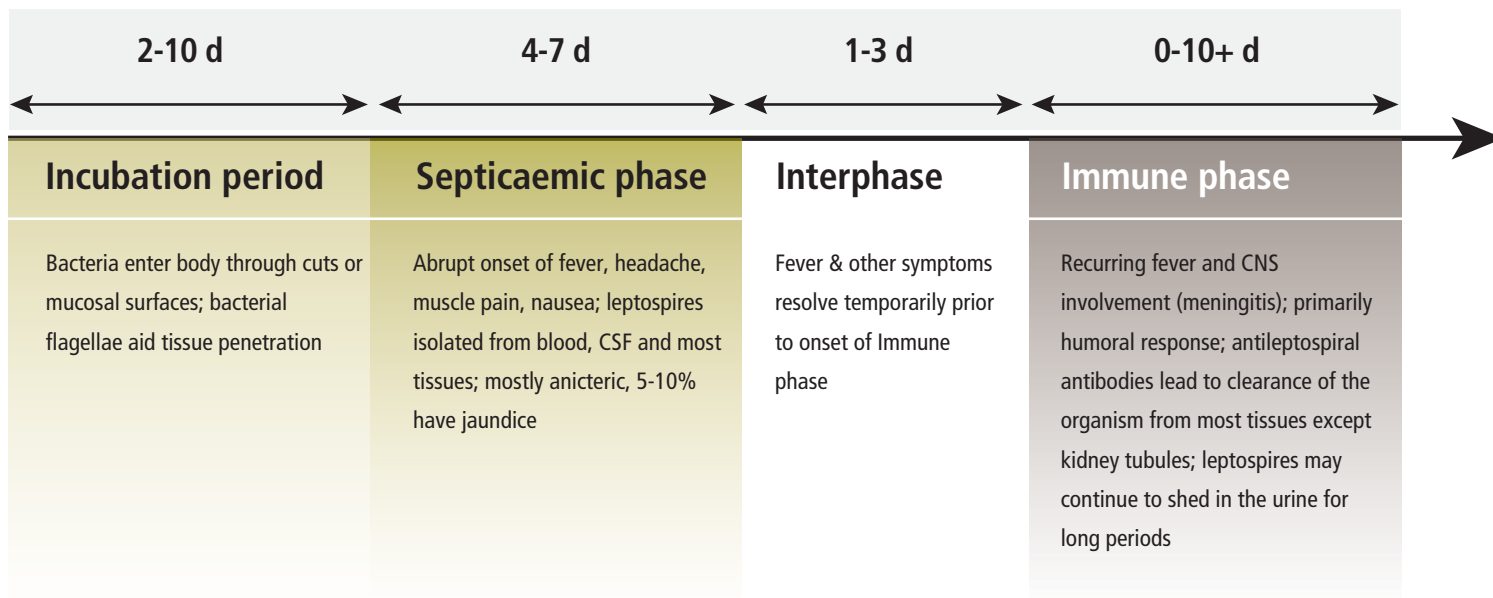 2-10 d
4-7 d
1-3 d
0-10+ d
Incubation period
Septicaemic phase
Interphase
Immune phase
Bacteria enter body through cuts or
mucosal surfaces; bacterial
flagellae aid tissue penetration
Abrupt onset of fever, headache,
muscle pain, nausea; leptospires
isolated from blood, CSF and most
tissues; mostly anicteric, 5-10%
have jaundice
Fever & other symptoms
resolve temporarily prior
to onset of Immune
phase
Recurring fever and CNS
involvement (meningitis); primarily
humoral response; antileptospiral
antibodies lead to clearance of the
organism from most tissues except
kidney tubules; leptospires may
continue to shed in the urine for
long periods